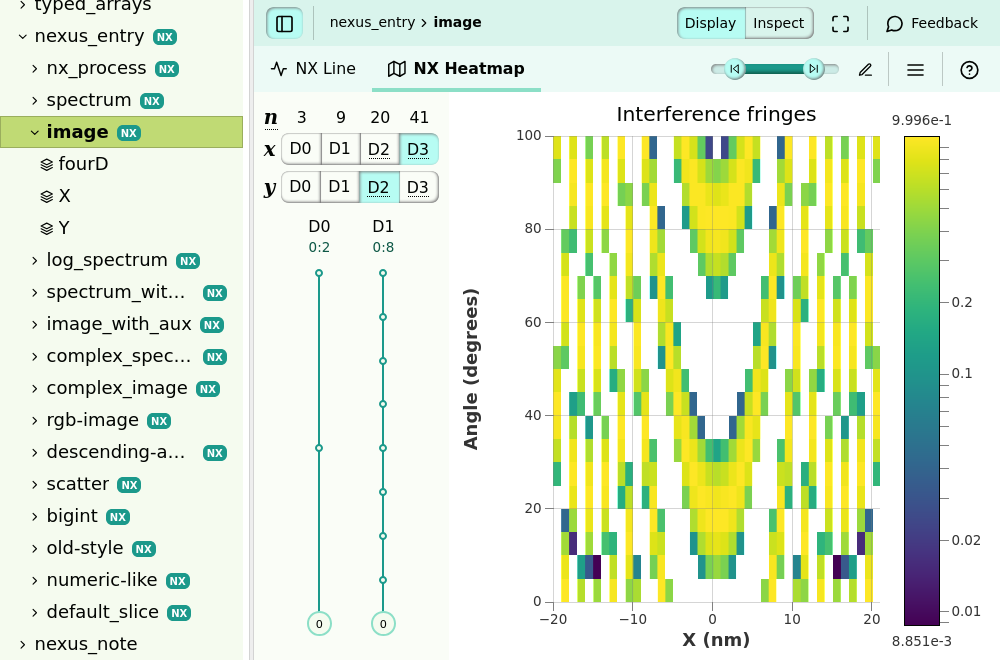 typed_arrays
nexus_entry NX
nx_process NX
spectrum NX
image NX
fourD
X
Y
log_spectrum NX
spectrum_wit... NX
image_with_aux NX
complex_spec... NX
complex_image NX
rgb-image NX
descending-a... NX
scatter NX
bigint NX
old-style NX
numeric-like NX
default_slice NX
nexus_note
nexus_entry › image
Display Inspect
Feedback
NX Line NX Heatmap
n 3 9 20 41
x D0 D1 D2 D3
y D0 D1 D2 D3
D0 D1
0:2 0:8
0 0
Interference fringes
Angle (degrees)
100
80
60
40
20
0
−20 −10 0 10 20
X (nm)
9.996e-1
0.2
0.1
0.02
0.01
8.851e-3